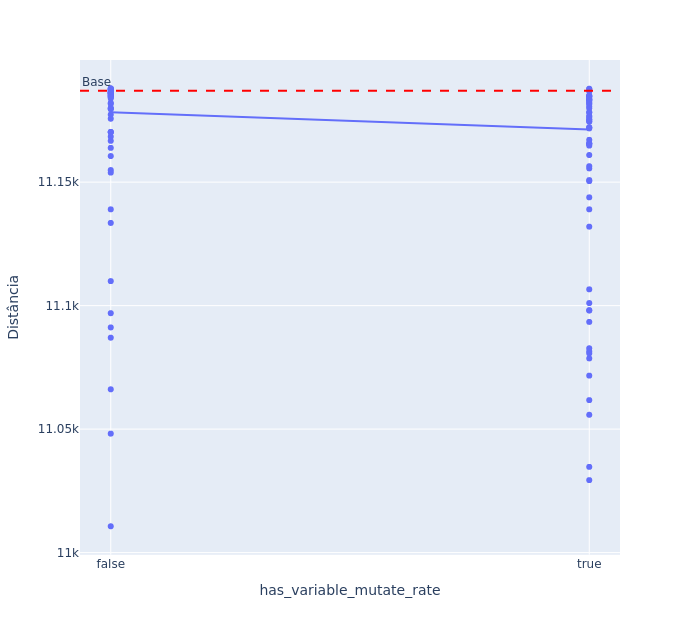 Base
11.15k
11.1k
11.05k
11k
Distância
false
true
has_variable_mutate_rate